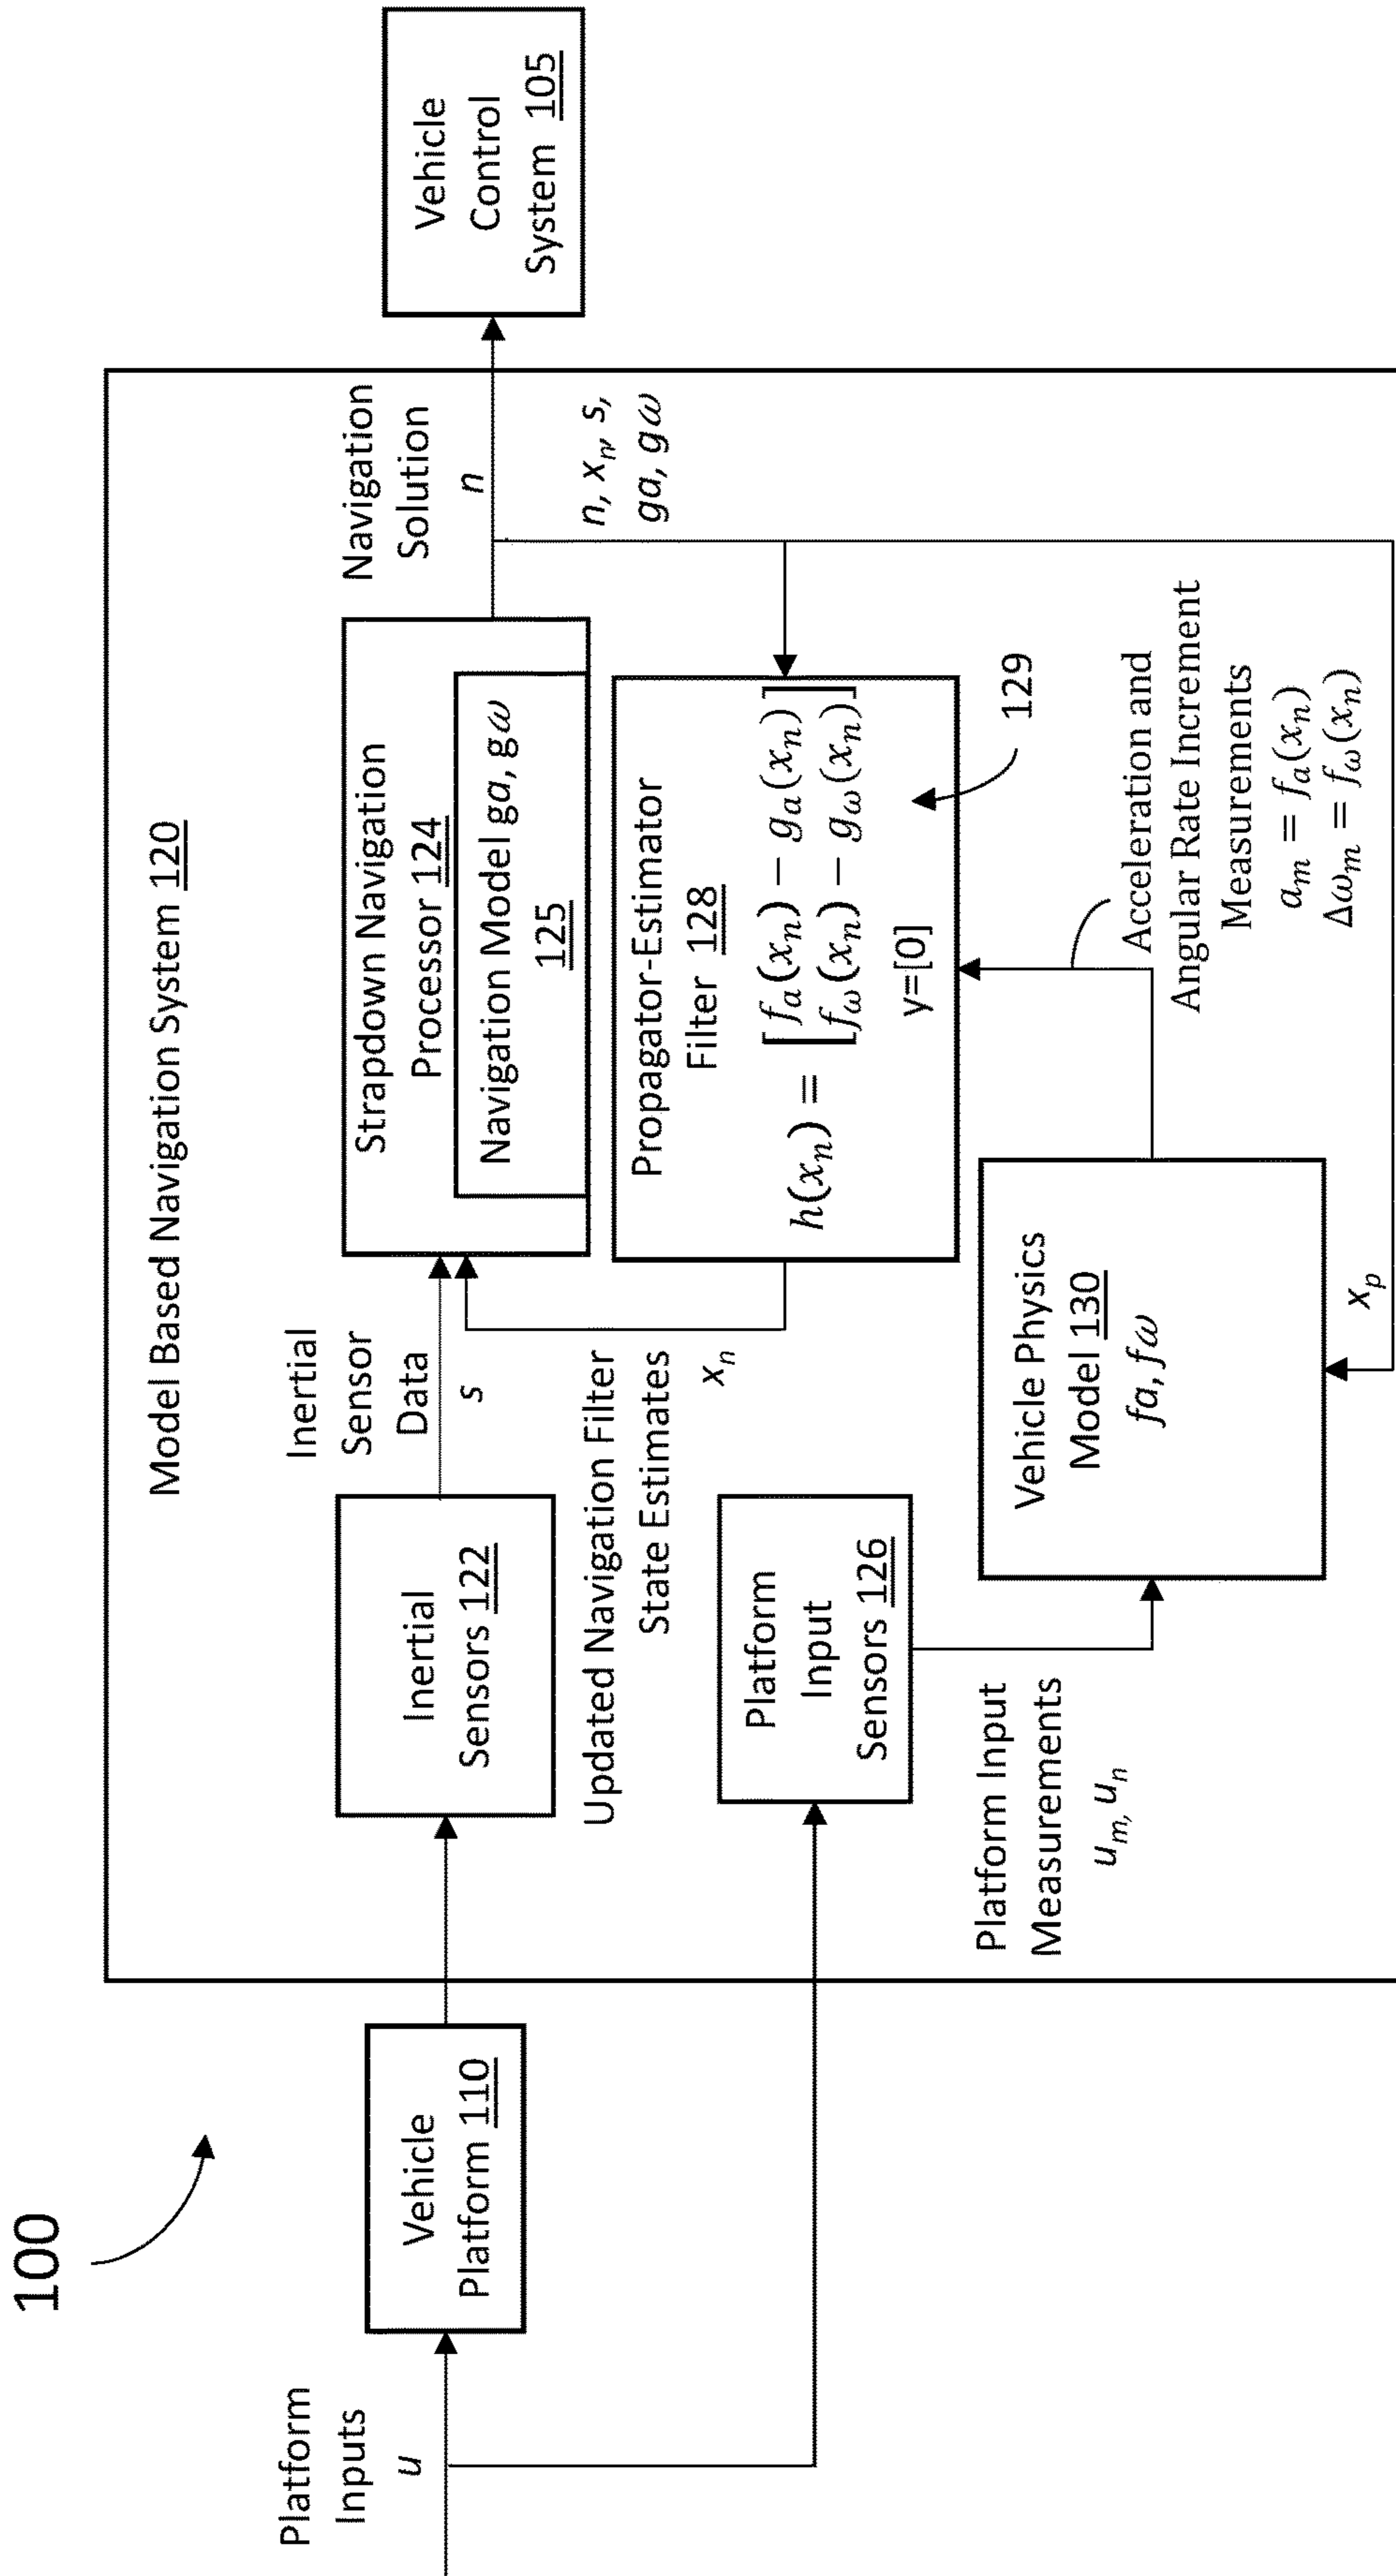 100
Platform
Inputs
u
Vehicle
Platform 110
Model Based Navigation System 120
Inertial
Sensors 122
Inertial
Sensor
Data
s
Strapdown Navigation
Processor 124
Navigation Model ga, gω
125
Navigation
Solution
n
Vehicle
Control
System 105
n, xₙ, s,
ga, gω
Updated Navigation Filter
State Estimates
xₙ
Propagator-Estimator
Filter 128
h(xₙ) = [fₐ(xₙ) − gₐ(xₙ)]
[f_ω(xₙ) − g_ω(xₙ)]
y=[0]
129
Platform
Input
Sensors 126
Platform Input
Measurements
uₘ, uₙ
Vehicle Physics
Model 130
fa, fω
Acceleration and
Angular Rate Increment
Measurements
aₘ = fₐ(xₙ)
Δωₘ = f_ω(xₙ)
xₚ